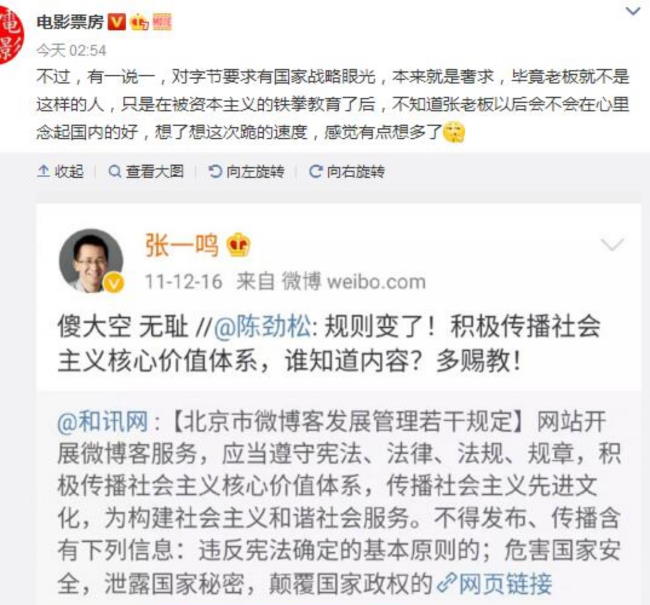 电影票房
今天 02:54
不过，有一说一，对字节要求有国家战略眼光，本来就是奢求，毕竟老板就不是
这样的人，只是在被资本主义的铁拳教育了后，不知道张老板以后会不会在心里
念起国内的好，想了想这次跪的速度，感觉有点想多了
收起 查看大图 向左旋转 向右旋转
张一鸣
11-12-16 来自 微博 weibo.com
傻大空 无耻 //@陈劲松: 规则变了！积极传播社会
主义核心价值体系，谁知道内容？多赐教！
@和讯网 :【北京市微博客发展管理若干规定】网站开
展微博客服务，应当遵守宪法、法律、法规、规章，积
极传播社会主义核心价值体系，传播社会主义先进文
化，为构建社会主义和谐社会服务。不得发布、传播含
有下列信息：违反宪法确定的基本原则的；危害国家安
全，泄露国家秘密，颠覆国家政权的 网页链接